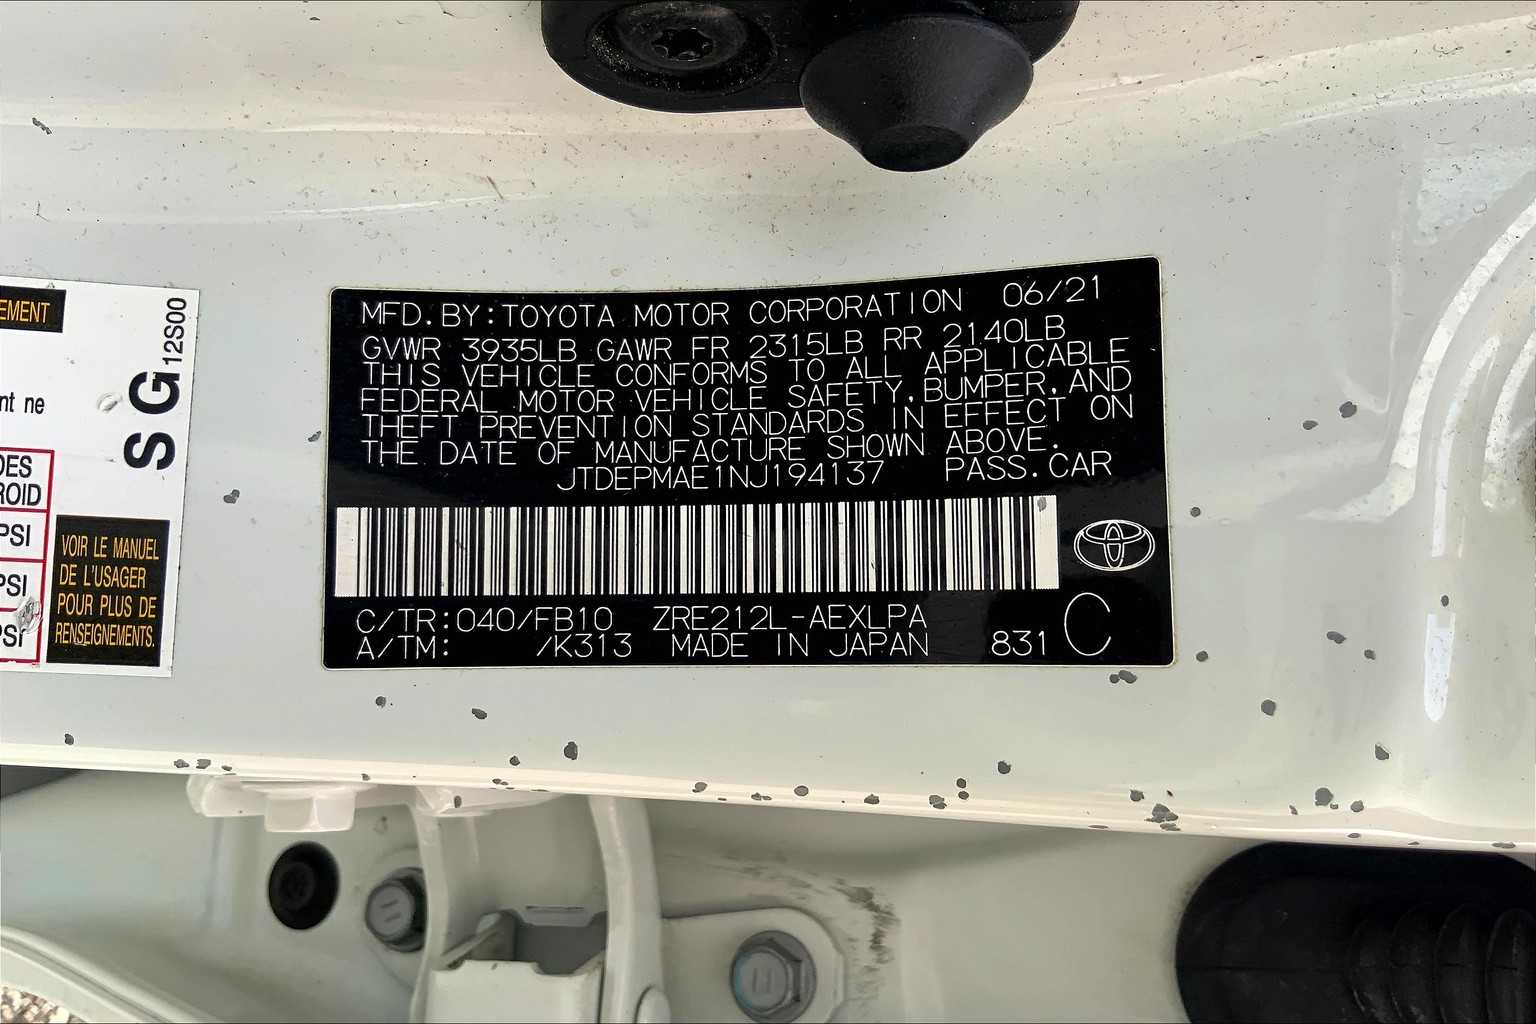 EMENT
nt ne
S G 12S00
DES
ROID
PSI
PSI
PSI
VOIR LE MANUEL
DE L'USAGER
POUR PLUS DE
RENSEIGNEMENTS.
MFD. BY: TOYOTA MOTOR CORPORATION 06/21
GVWR 3935LB GAWR FR 2315LB RR 2140LB
THIS VEHICLE CONFORMS TO ALL APPLICABLE
FEDERAL MOTOR VEHICLE SAFETY, BUMPER, AND
THEFT PREVENTION STANDARDS IN EFFECT ON
THE DATE OF MANUFACTURE SHOWN ABOVE.
JTDEPMAE1NJ194137 PASS. CAR
C/TR: 040/FB10 ZRE212L-AEXLPA
A/TM: /K313 MADE IN JAPAN 831 C